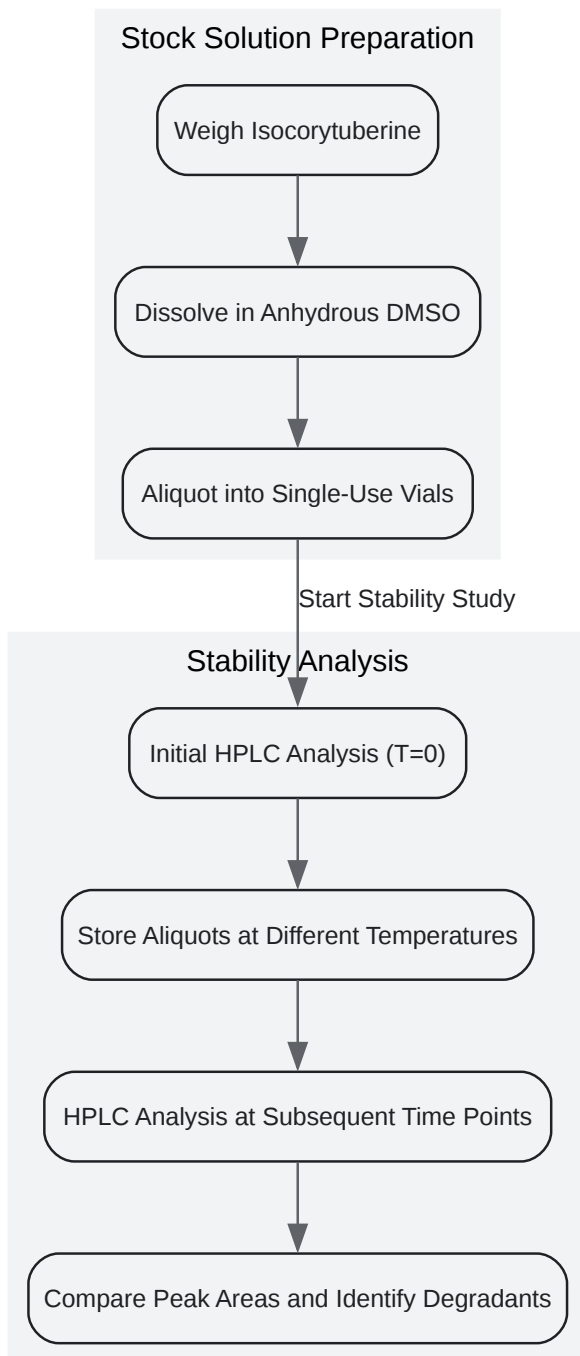 Stock Solution Preparation
Weigh Isocorytuberine
Dissolve in Anhydrous DMSO
Aliquot into Single-Use Vials
Start Stability Study
Stability Analysis
Initial HPLC Analysis (T=0)
Store Aliquots at Different Temperatures
HPLC Analysis at Subsequent Time Points
Compare Peak Areas and Identify Degradants